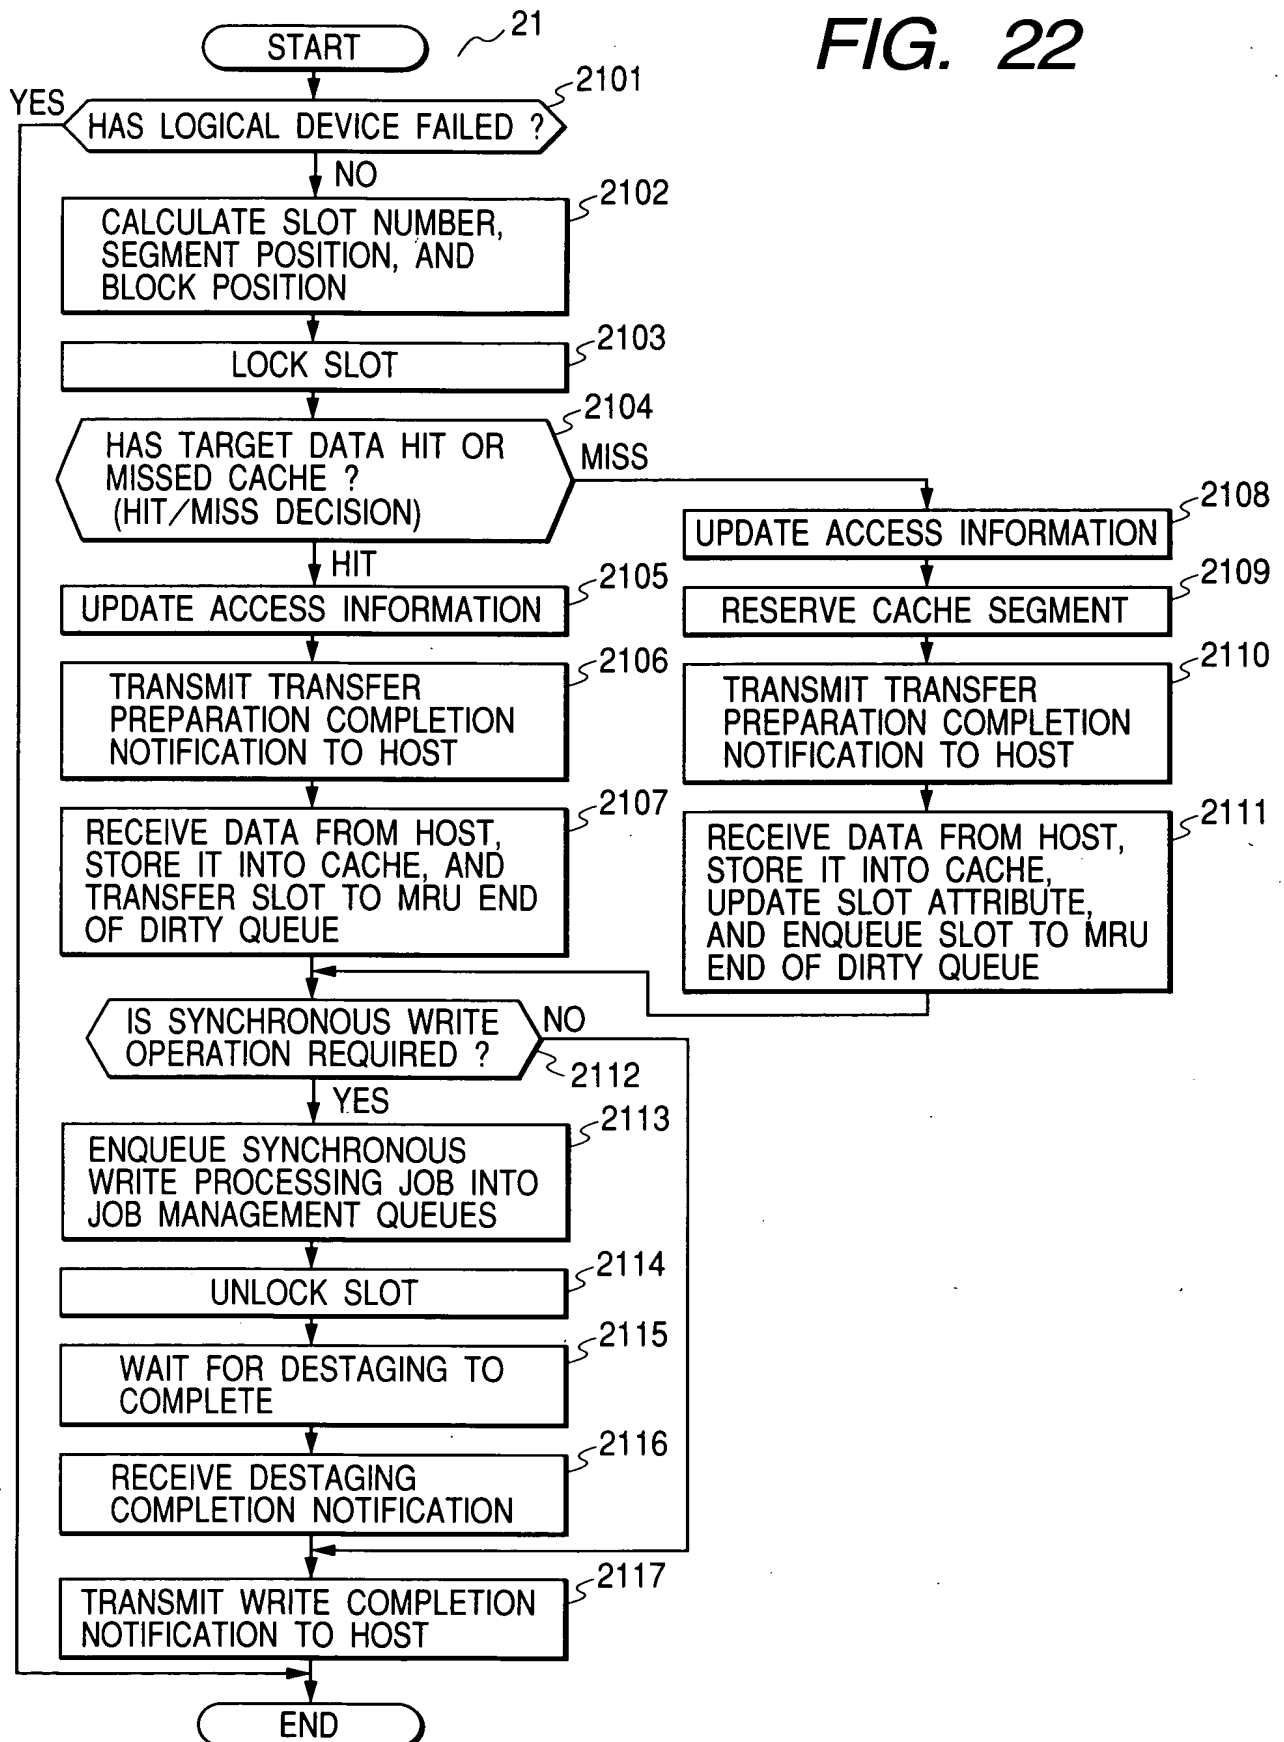 FIG. 22
21
START
2101
YES
HAS LOGICAL DEVICE FAILED ?
NO
2102
CALCULATE SLOT NUMBER,
SEGMENT POSITION, AND
BLOCK POSITION
2103
LOCK SLOT
2104
HAS TARGET DATA HIT OR
MISSED CACHE ?
(HIT/MISS DECISION)
MISS
HIT
2105
UPDATE ACCESS INFORMATION
2106
TRANSMIT TRANSFER
PREPARATION COMPLETION
NOTIFICATION TO HOST
2107
RECEIVE DATA FROM HOST,
STORE IT INTO CACHE, AND
TRANSFER SLOT TO MRU END
OF DIRTY QUEUE
2108
UPDATE ACCESS INFORMATION
2109
RESERVE CACHE SEGMENT
2110
TRANSMIT TRANSFER
PREPARATION COMPLETION
NOTIFICATION TO HOST
2111
RECEIVE DATA FROM HOST,
STORE IT INTO CACHE,
UPDATE SLOT ATTRIBUTE,
AND ENQUEUE SLOT TO MRU
END OF DIRTY QUEUE
IS SYNCHRONOUS WRITE
OPERATION REQUIRED ?
NO
2112
YES
2113
ENQUEUE SYNCHRONOUS
WRITE PROCESSING JOB INTO
JOB MANAGEMENT QUEUES
2114
UNLOCK SLOT
2115
WAIT FOR DESTAGING TO
COMPLETE
2116
RECEIVE DESTAGING
COMPLETION NOTIFICATION
2117
TRANSMIT WRITE COMPLETION
NOTIFICATION TO HOST
END